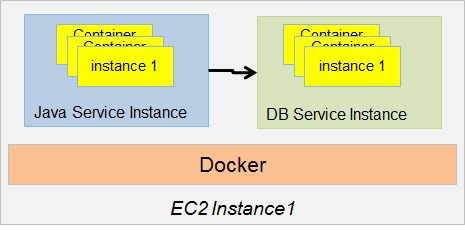 Container
Container
instance 1
Java Service Instance
Container
Container
instance 1
DB Service Instance
Docker
EC2 Instance1